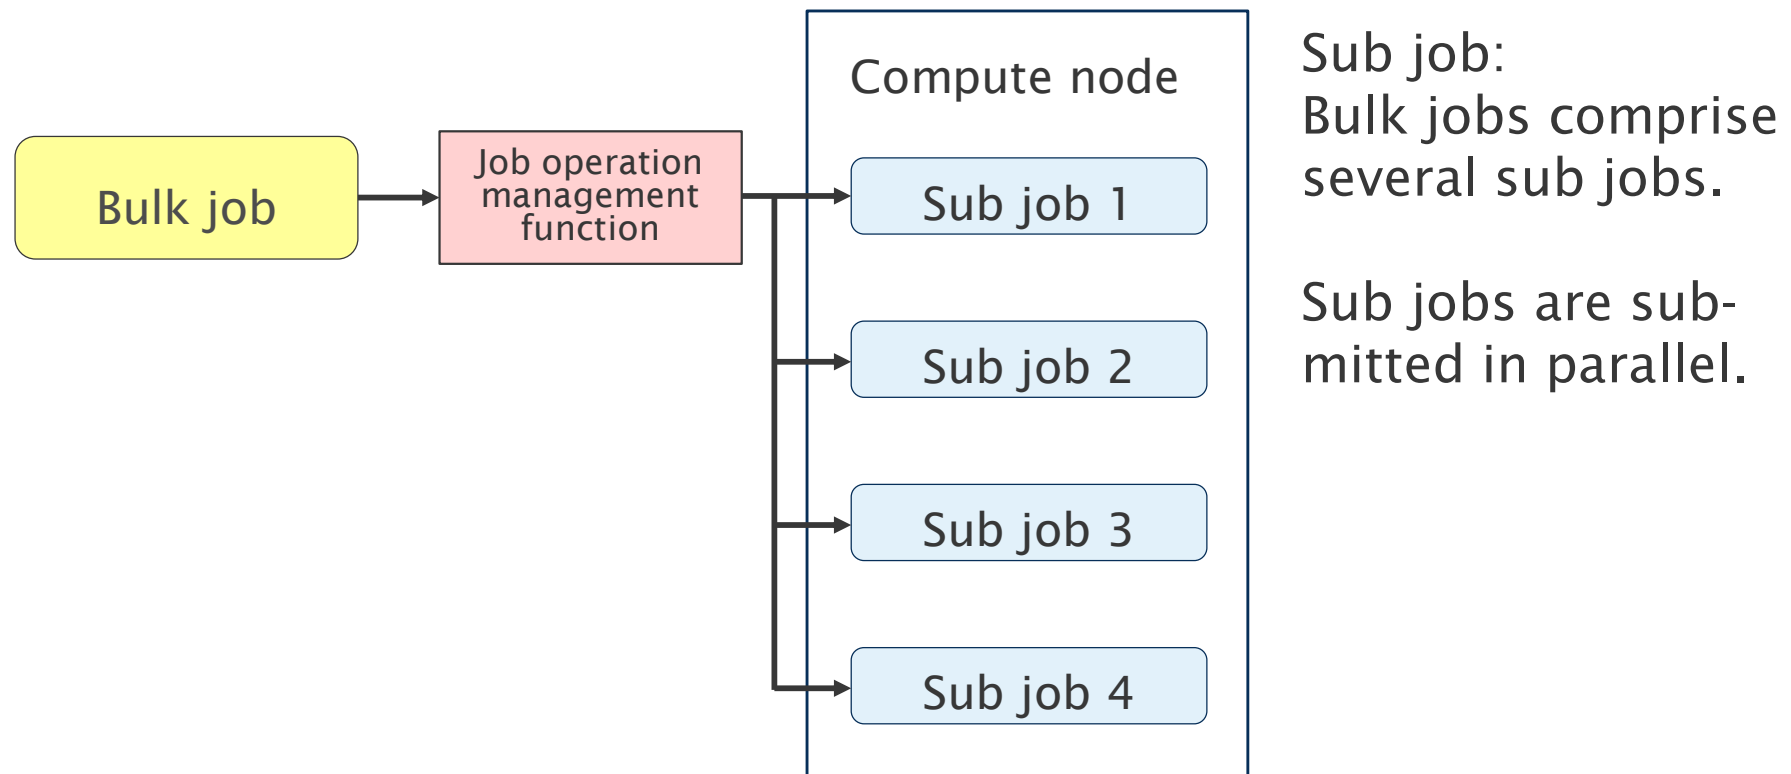 Bulk job
Job operation
management
function
Compute node
Sub job 1
Sub job 2
Sub job 3
Sub job 4
Sub job:
Bulk jobs comprise
several sub jobs.
Sub jobs are sub-
mitted in parallel.